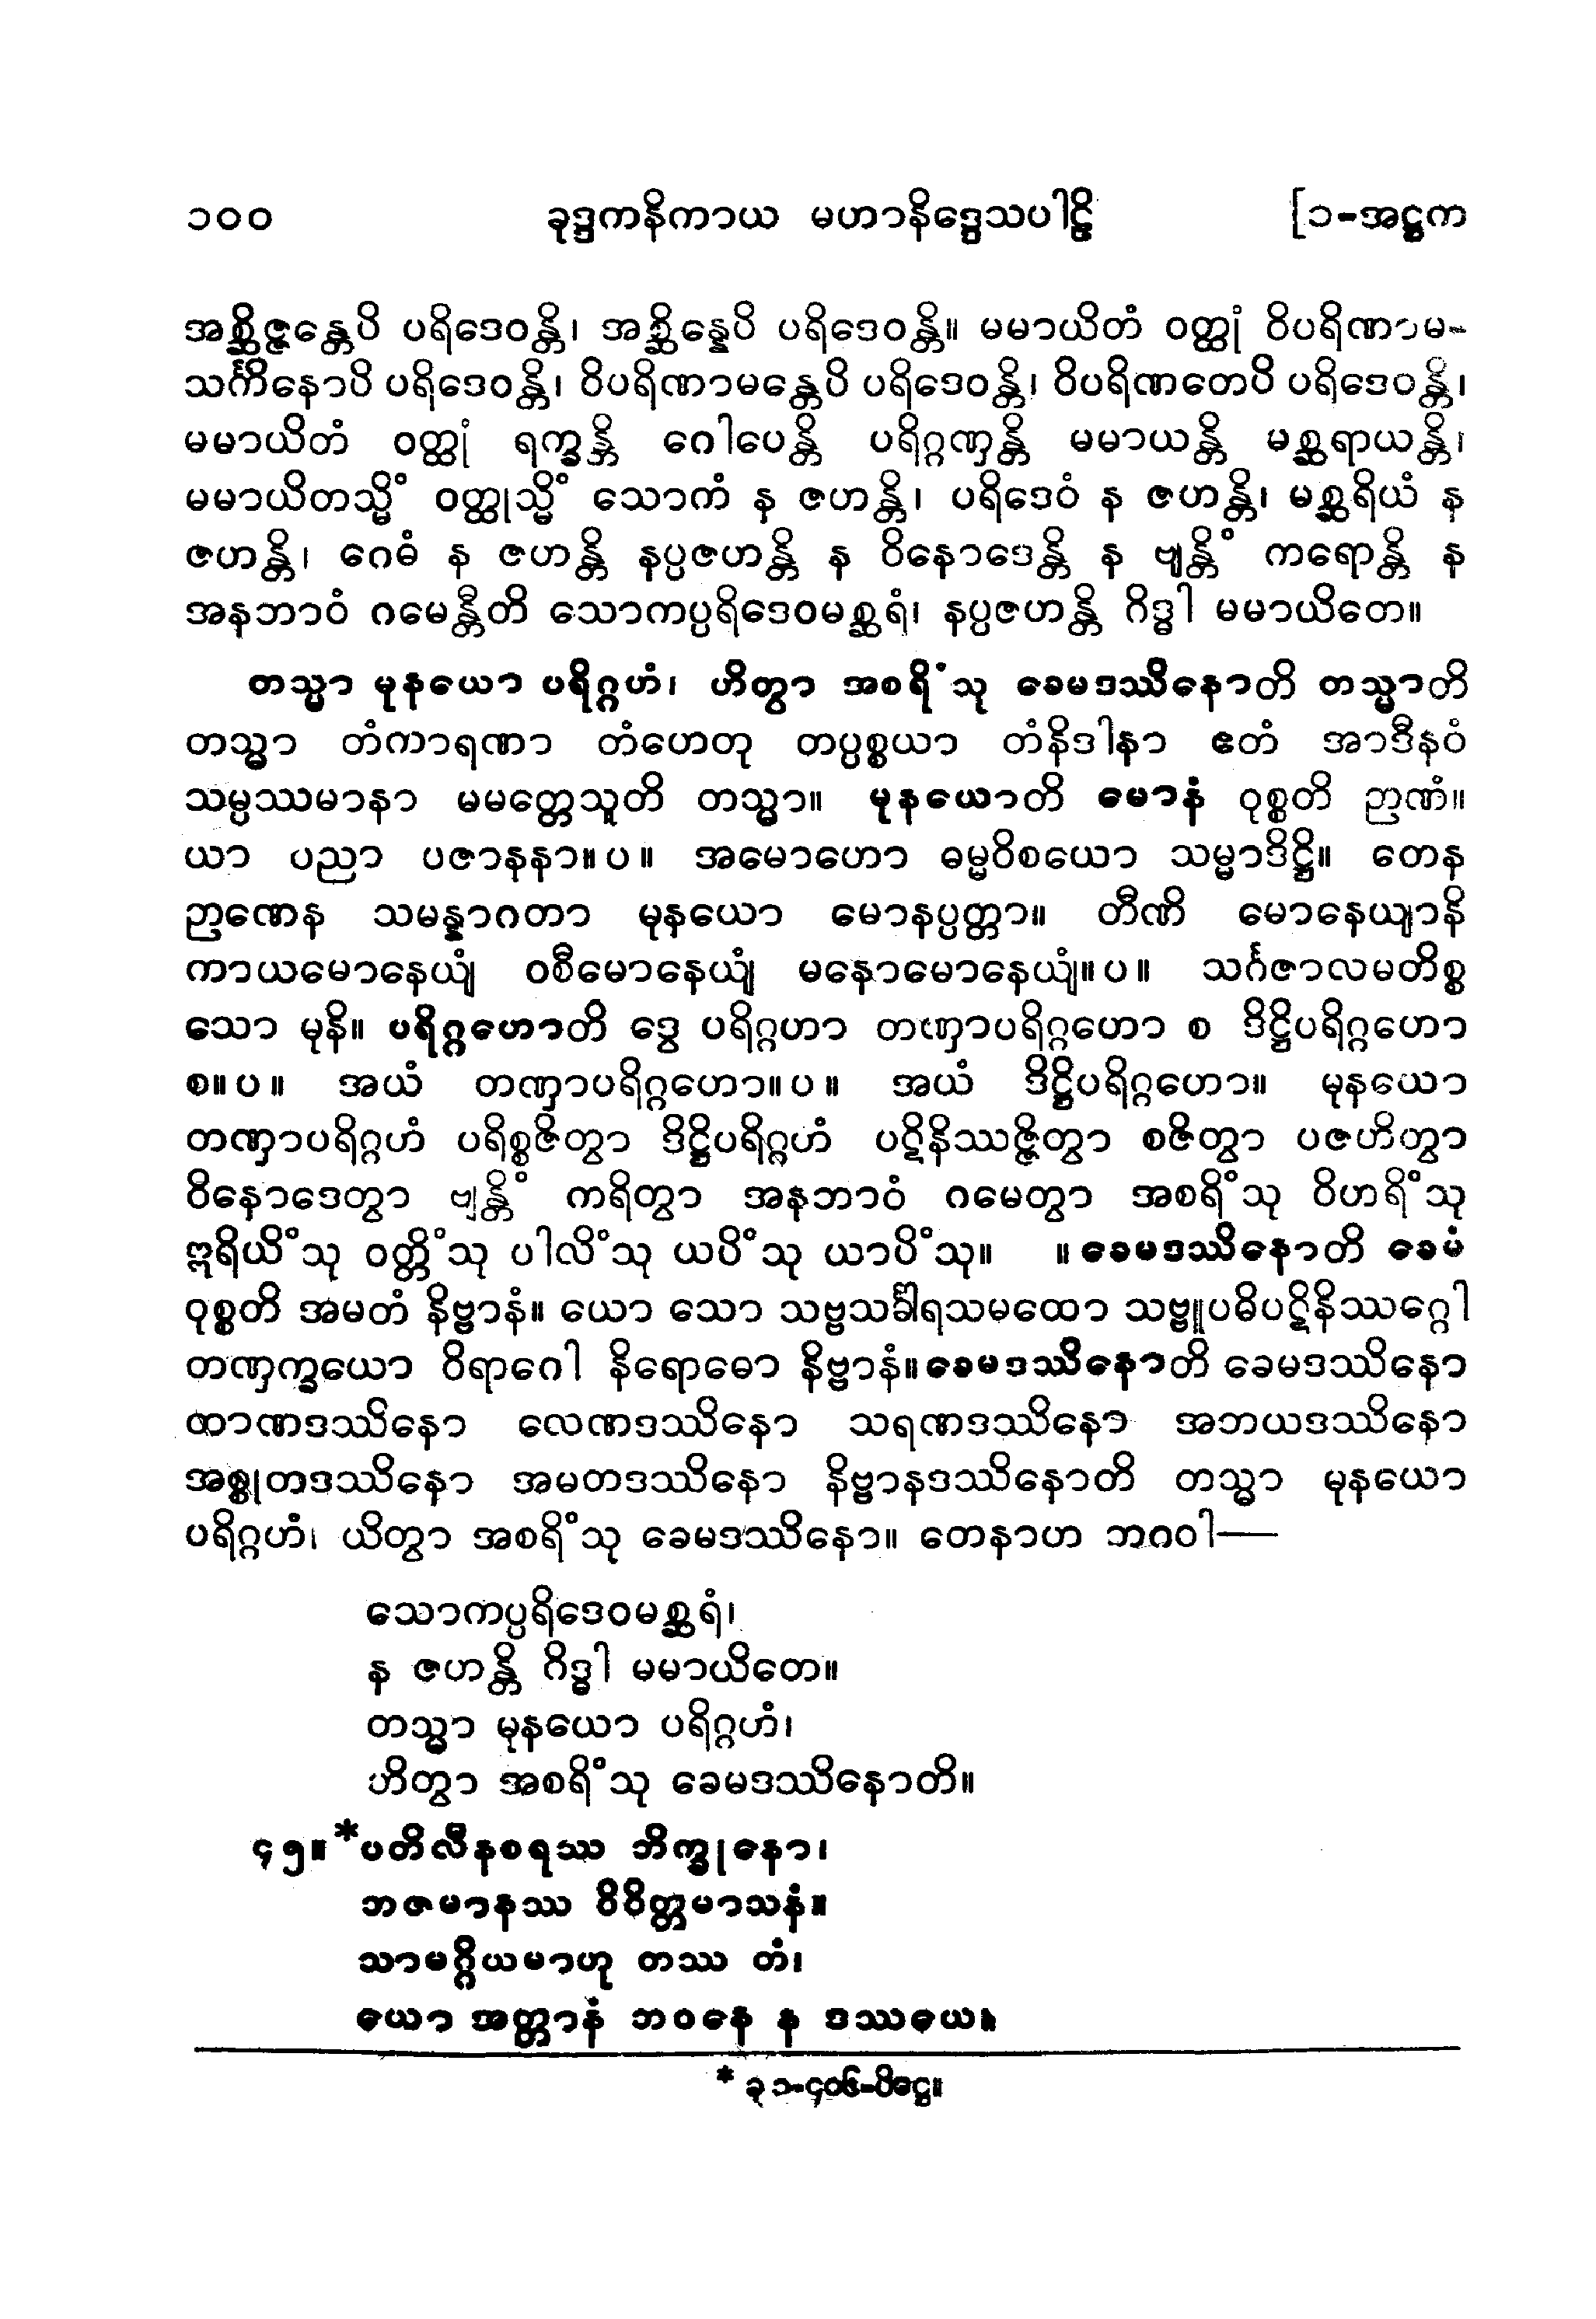 ၁၀၀ ခုဒ္ဒကနိကာယ မဟာနိဒ္ဒေသပါဠိ [၁-အဋ္ဌက
အစ္ဆိဇ္ဇန္တေပိ ပရိဒေဝန္တိ၊ အစ္ဆိန္နေပိ ပရိဒေဝန္တိ။ မမာယိတံ ဝတ္ထုံ ဝိပရိဏာမ-
သင်္ကိနောပိ ပရိဒေဝန္တိ၊ ဝိပရိဏာမန္တေပိ ပရိဒေဝန္တိ၊ ဝိပရိဏတေပိ ပရိဒေဝန္တိ၊
မမာယိတံ ဝတ္ထုံ ရက္ခန္တိ ဂေါပေန္တိ ပရိဂ္ဂဏှန္တိ မမာယန္တိ မစ္ဆရာယန္တိ၊
မမာယိတသ္မိံ ဝတ္ထုသ္မိံ သောကံ န ဇဟန္တိ၊ ပရိဒေဝံ န ဇဟန္တိ၊ မစ္ဆရိယံ န
ဇဟန္တိ၊ ဂေဓံ န ဇဟန္တိ နပ္ပဇဟန္တိ န ဝိနောဒေန္တိ န ဗျန္တိံ ကရောန္တိ န
အနဘာဝံ ဂမေန္တီတိ သောကပ္ပရိဒေဝမစ္ဆရံ၊ နပ္ပဇဟန္တိ ဂိဒ္ဓါ မမာယိတေ။
တသ္မာ မုနယော ပရိဂ္ဂဟံ၊ ဟိတွာ အစရိံသု ခေမဒဿိနောတိ တသ္မာတိ
တသ္မာ တံကာရဏာ တံဟေတု တပ္ပစ္စယာ တံနိဒါနာ ဧတံ အာဒီနဝံ
သမ္ပဿမာနာ မမတ္တေသူတိ တသ္မာ။ မုနယောတိ မောနံ ဝုစ္စတိ ဉာဏံ။
ယာ ပညာ ပဇာနနာ။ပ။ အမောဟော ဓမ္မဝိစယော သမ္မာဒိဋ္ဌိ။ တေန
ဉာဏေန သမန္နာဂတာ မုနယော မောနပ္ပတ္တာ။ တီဏိ မောနေယျာနိ
ကာယမောနေယျံ ဝစီမောနေယျံ မနောမောနေယျံ။ပ။ သင်္ဂဇာလမတိစ္စ
သော မုနိ။ ပရိဂ္ဂဟောတိ ဒွေ ပရိဂ္ဂဟာ တဏှာပရိဂ္ဂဟော စ ဒိဋ္ဌိပရိဂ္ဂဟော
စ။ပ။ အယံ တဏှာပရိဂ္ဂဟော။ပ။ အယံ ဒိဋ္ဌိပရိဂ္ဂဟော။ မုနယော
တဏှာပရိဂ္ဂဟံ ပရိစ္စဇိတွာ ဒိဋ္ဌိပရိဂ္ဂဟံ ပဋိနိဿဇ္ဇိတွာ စဇိတွာ ပဇဟိတွာ
ဝိနောဒေတွာ ဗျန္တိံ ကရိတွာ အနဘာဝံ ဂမေတွာ အစရိံသု ဝိဟရိံသု
ဣရိယိံသု ဝတ္တိံသု ပါလိံသု ယပိံသု ယာပိံသု။ ။ခေမဒဿိနောတိ ခေမံ
ဝုစ္စတိ အမတံ နိဗ္ဗာနံ။ ယော သော သဗ္ဗသင်္ခါရသမထော သဗ္ဗူပဓိပဋိနိဿဂ္ဂေါ
တဏှက္ခယော ဝိရာဂေါ နိရောဓော နိဗ္ဗာနံ။ခေမဒဿိနောတိ ခေမဒဿိနော
တာဏဒဿိနော လေဏဒဿိနော သရဏဒဿိနော အဘယဒဿိနော
အစ္စုတဒဿိနော အမတဒဿိနော နိဗ္ဗာနဒဿိနောတိ တသ္မာ မုနယော
ပရိဂ္ဂဟံ၊ ယိတွာ အစရိံသု ခေမဒဿိနော။ တေနာဟ ဘဂဝါ—
သောကပ္ပရိဒေဝမစ္ဆရံ၊
န ဇဟန္တိ ဂိဒ္ဓါ မမာယိတေ။
တသ္မာ မုနယော ပရိဂ္ဂဟံ၊
ဟိတွာ အစရိံသု ခေမဒဿိနောတိ။
၄၅။ *ပတိလီနစရဿ ဘိက္ခုနော၊
ဘဇမာနဿ ဝိဝိတ္တမာသနံ။
သာမဂ္ဂိယမာဟု တဿ တံ၊
ယော အတ္တာနံ ဘဝနေ န ဒဿယေ။
* ခု ၁-၄၀၆-ပိဋ္ဌေ။